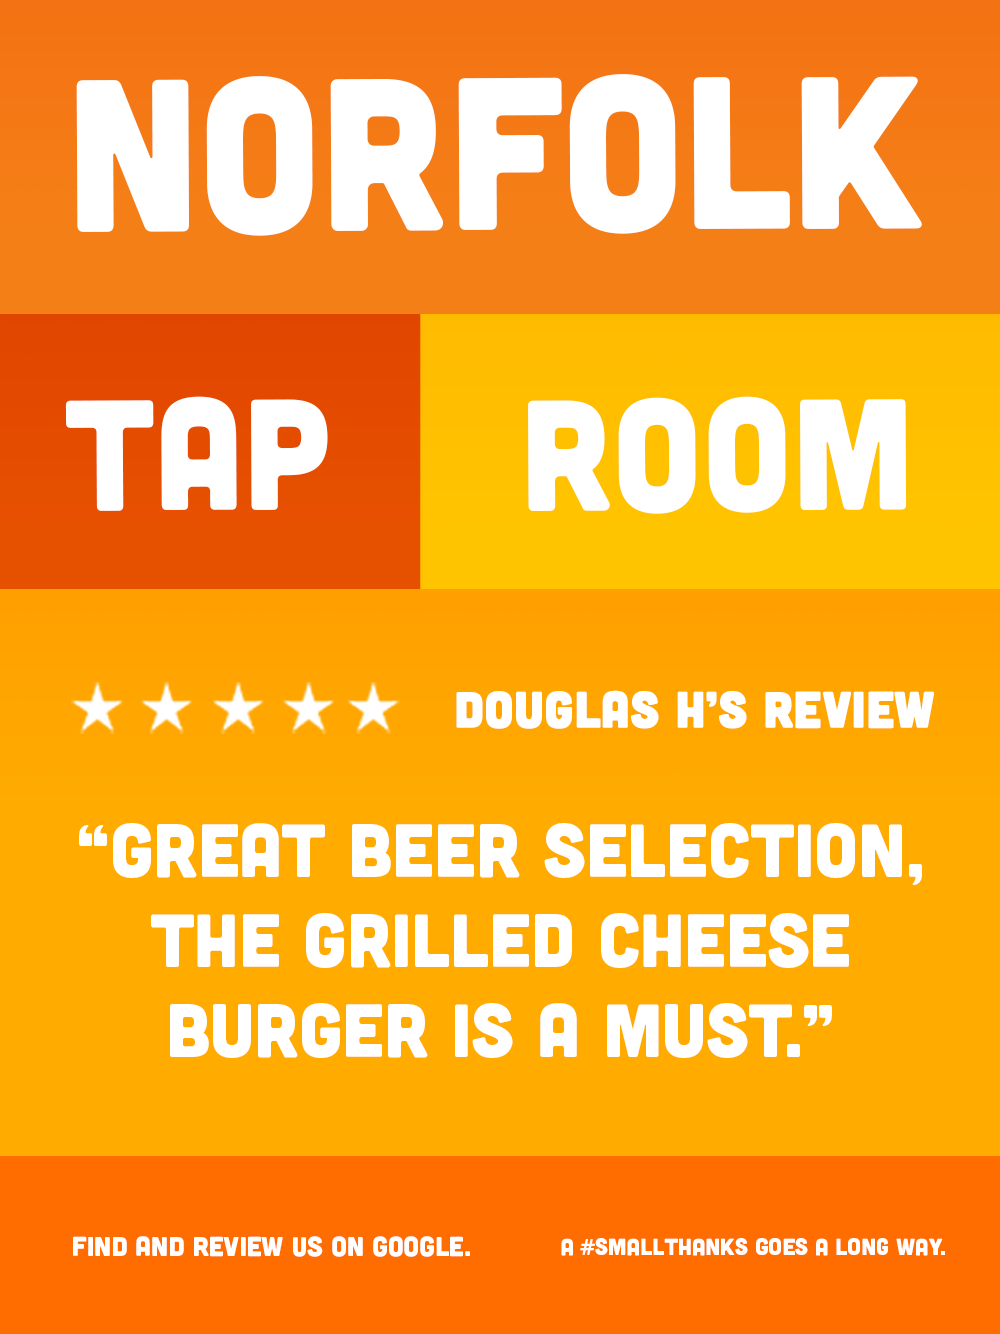 NORFOLK
TAP ROOM
★★★★★ DOUGLAS H’S REVIEW
“GREAT BEER SELECTION,
THE GRILLED CHEESE
BURGER IS A MUST.”
FIND AND REVIEW US ON GOOGLE. A #SMALLTHANKS GOES A LONG WAY.